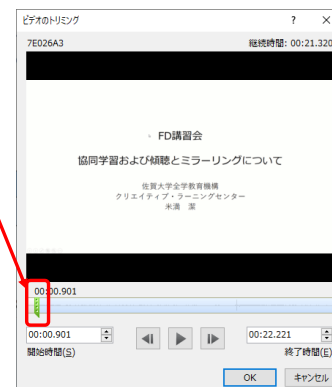 ビデオのトリミング ? ×
7E026A3 継続時間: 00:21.320
FD講習会
協同学習および傾聴とミラーリングについて
佐賀大学全学教育機構
クリエイティブ・ラーニングセンター
米満 潔
00:00.901
00:00.901 00:22.221
開始時間(S) 終了時間(E)
OK キャンセル